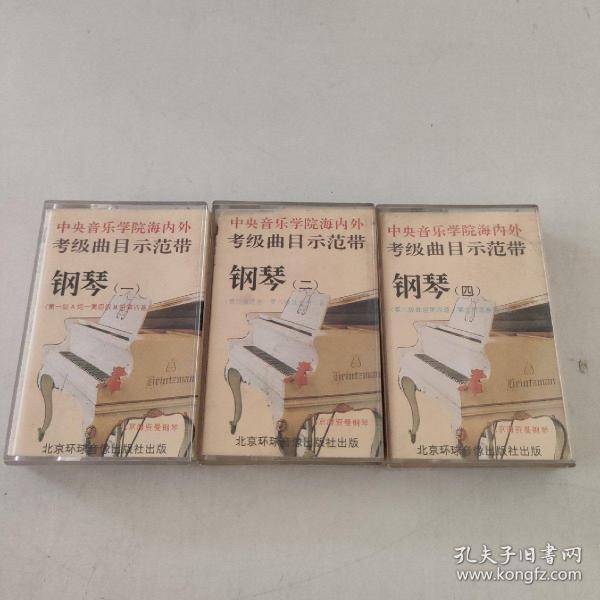 中央音乐学院海内外
考级曲目示范带
钢琴(一)
Heintzman
北京环球音像出版社出版
中央音乐学院海内外
考级曲目示范带
钢琴(二)
Heintzman
北京环球音像出版社出版
中央音乐学院海内外
考级曲目示范带
钢琴(四)
Heintzman
北京环球音像出版社出版
孔夫子旧书网
www.kongfz.com